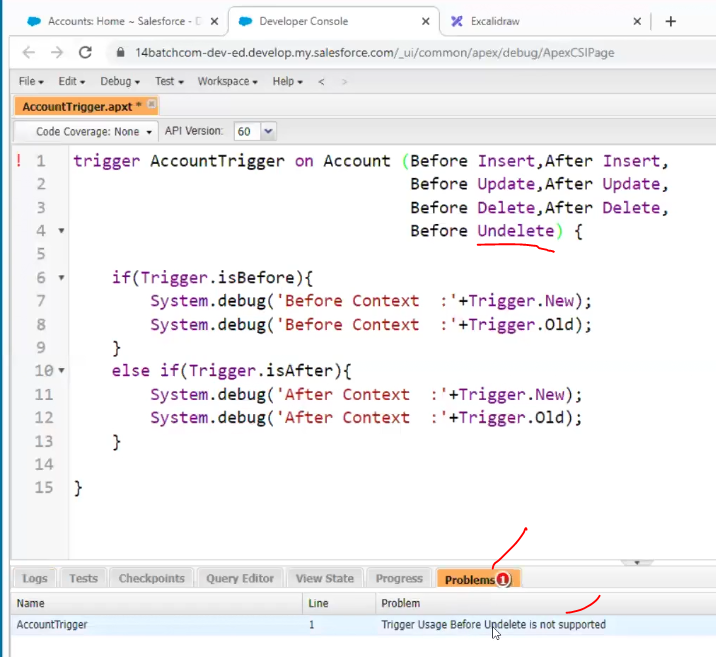 Accounts: Home ~ Salesforce - D
Developer Console
Excalidraw
14batchcom-dev-ed.develop.my.salesforce.com/_ui/common/apex/debug/ApexCSIPage
File Edit Debug Test Workspace Help < >
AccountTrigger.apxt *
Code Coverage: None API Version: 60
! 1 trigger AccountTrigger on Account (Before Insert,After Insert,
2 Before Update,After Update,
3 Before Delete,After Delete,
4 Before Undelete) {
5
6 if(Trigger.isBefore){
7 System.debug('Before Context  :'+Trigger.New);
8 System.debug('Before Context  :'+Trigger.Old);
9 }
10 else if(Trigger.isAfter){
11 System.debug('After Context  :'+Trigger.New);
12 System.debug('After Context  :'+Trigger.Old);
13 }
14
15 }
Logs Tests Checkpoints Query Editor View State Progress Problems 1
Name Line Problem
AccountTrigger 1 Trigger Usage Before Undelete is not supported